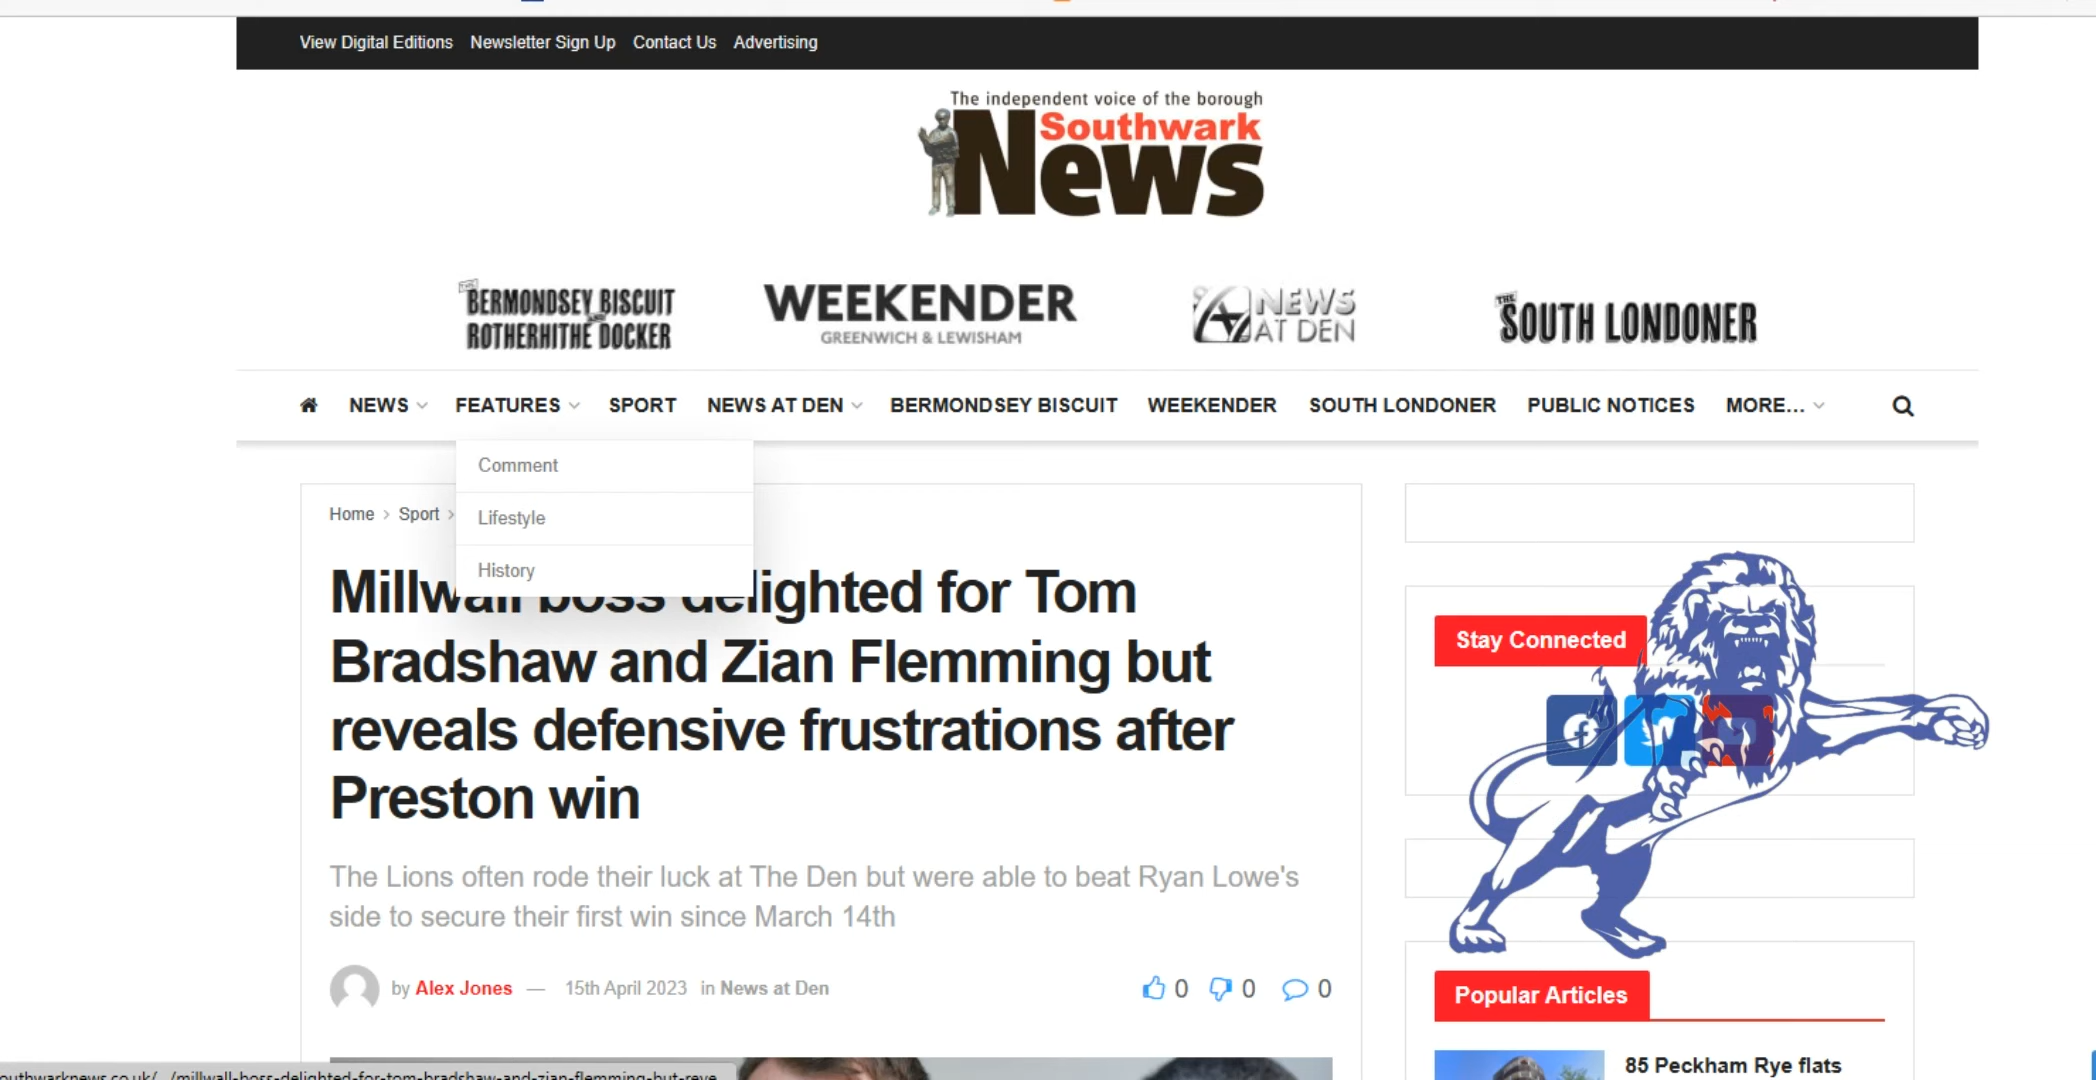 View Digital Editions Newsletter Sign Up Contact Us Advertising
The independent voice of the borough
Southwark
News
THE
BERMONDSEY BISCUIT
AND
ROTHERHITHE DOCKER
WEEKENDER
GREENWICH & LEWISHAM
NEWS
AT DEN
THE
SOUTH LONDONER
NEWS FEATURES SPORT NEWS AT DEN BERMONDSEY BISCUIT WEEKENDER SOUTH LONDONER PUBLIC NOTICES MORE...
Comment
Lifestyle
History
Home > Sport >
Millwall boss delighted for Tom
Bradshaw and Zian Flemming but
reveals defensive frustrations after
Preston win
The Lions often rode their luck at The Den but were able to beat Ryan Lowe's
side to secure their first win since March 14th
by Alex Jones — 15th April 2023 in News at Den
0 0 0
Stay Connected
Popular Articles
85 Peckham Rye flats
outhwarknews.co.uk/.../millwall-boss-delighted-for-tom-bradshaw-and-zian-flemming-but-reve...